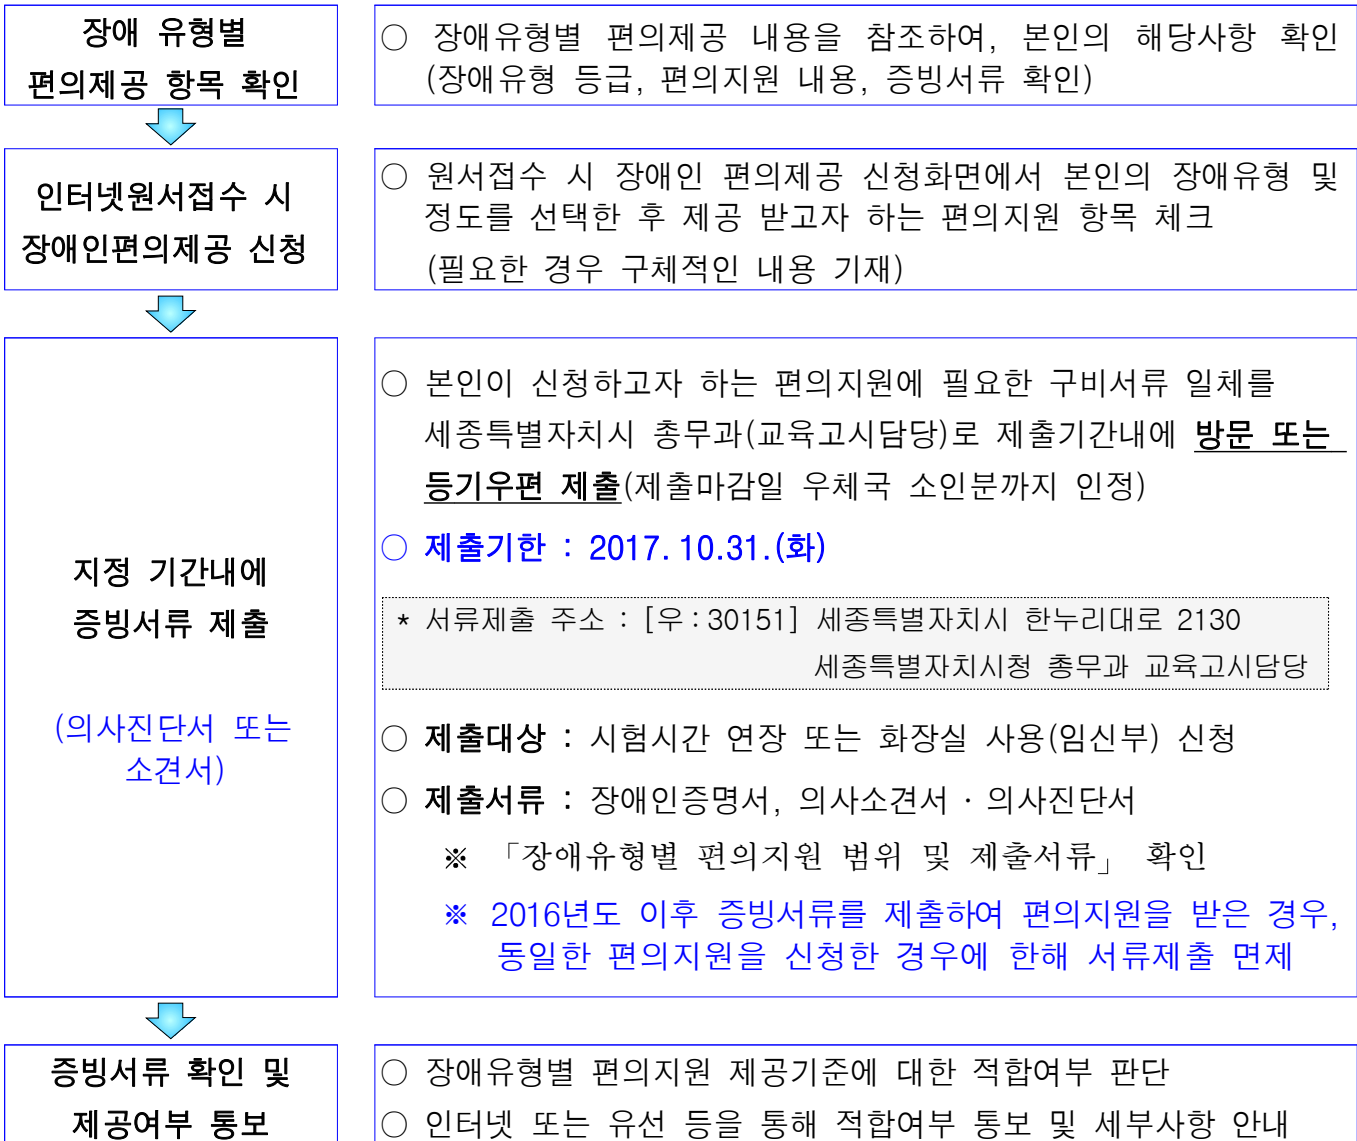 장애 유형별
편의제공 항목 확인
○ 장애유형별 편의제공 내용을 참조하여, 본인의 해당사항 확인
(장애유형 등급, 편의지원 내용, 증빙서류 확인)
인터넷원서접수 시
장애인편의제공 신청
○ 원서접수 시 장애인 편의제공 신청화면에서 본인의 장애유형 및
정도를 선택한 후 제공 받고자 하는 편의지원 항목 체크
(필요한 경우 구체적인 내용 기재)
지정 기간내에
증빙서류 제출
(의사진단서 또는
소견서)
○ 본인이 신청하고자 하는 편의지원에 필요한 구비서류 일체를
세종특별자치시 총무과(교육고시담당)로 제출기간내에 방문 또는
등기우편 제출(제출마감일 우체국 소인분까지 인정)
○ 제출기한 : 2017. 10.31.(화)
* 서류제출 주소 : [우:30151] 세종특별자치시 한누리대로 2130
세종특별자치시청 총무과 교육고시담당
○ 제출대상 : 시험시간 연장 또는 화장실 사용(임신부) 신청
○ 제출서류 : 장애인증명서, 의사소견서·의사진단서
※ 「장애유형별 편의지원 범위 및 제출서류」 확인
※ 2016년도 이후 증빙서류를 제출하여 편의지원을 받은 경우,
동일한 편의지원을 신청한 경우에 한해 서류제출 면제
증빙서류 확인 및
제공여부 통보
○ 장애유형별 편의지원 제공기준에 대한 적합여부 판단
○ 인터넷 또는 유선 등을 통해 적합여부 통보 및 세부사항 안내